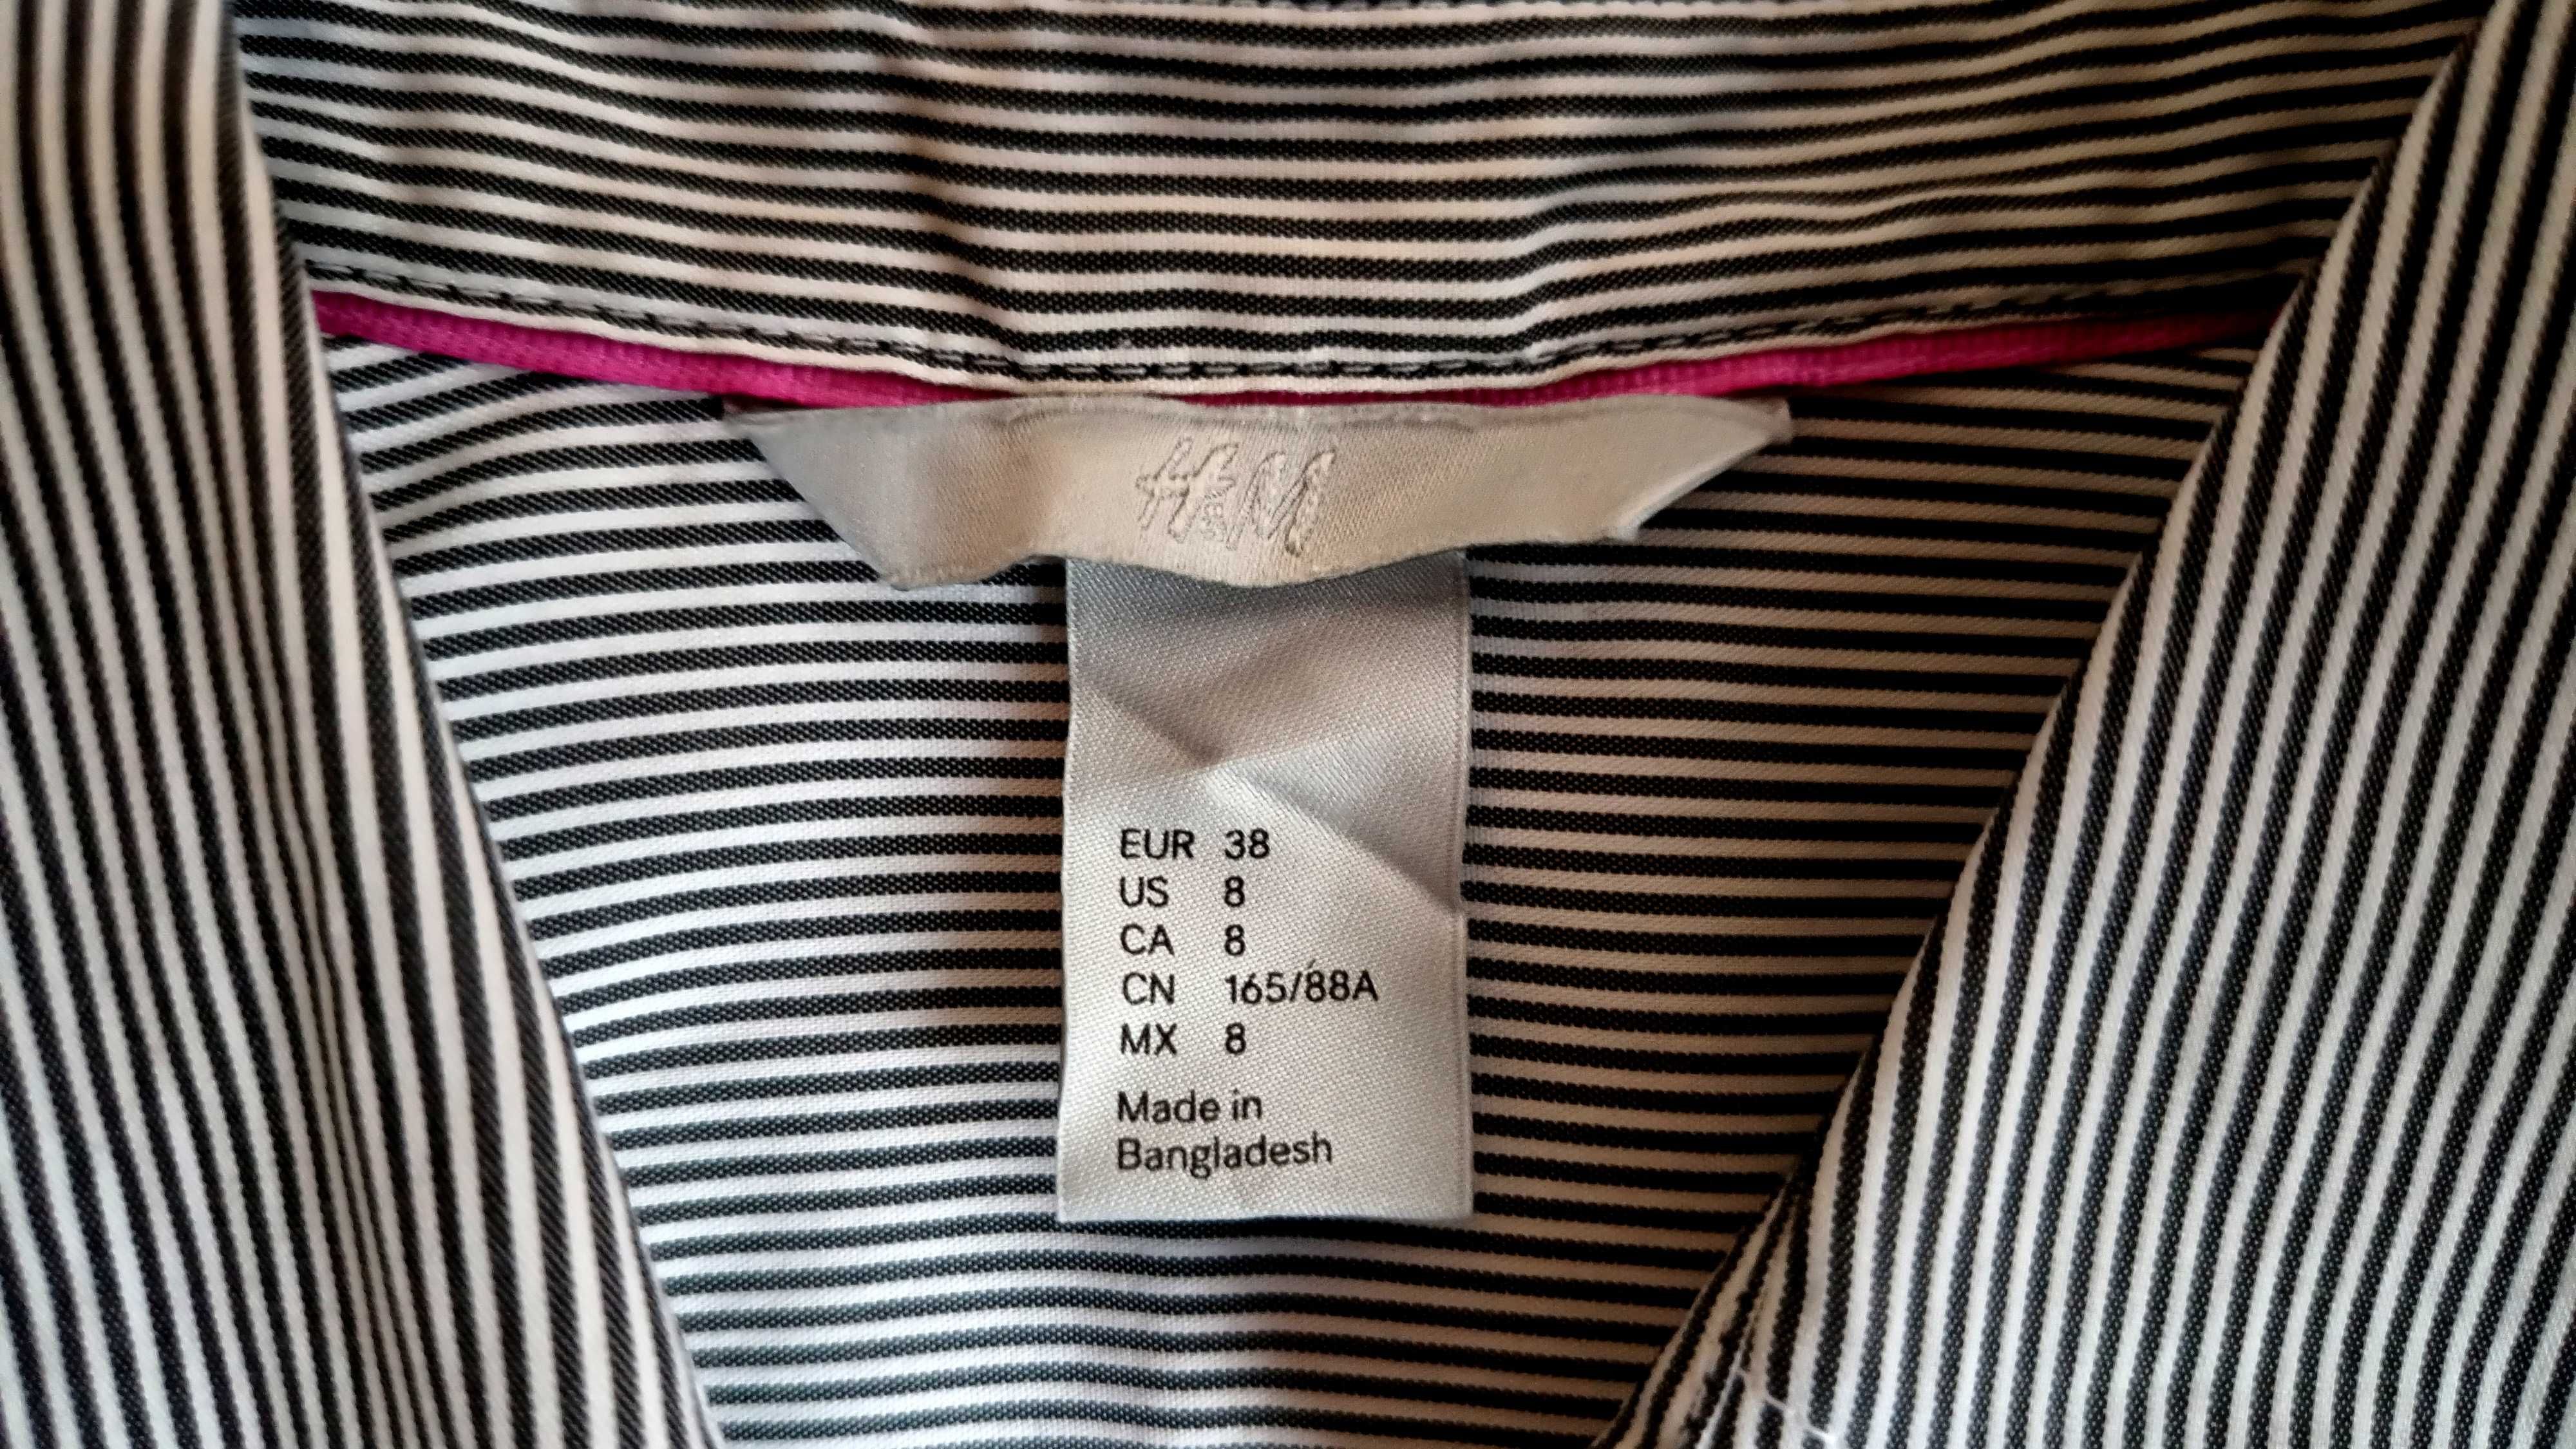 H&M
EUR 38
US 8
CA 8
CN 165/88A
MX 8
Made in
Bangladesh